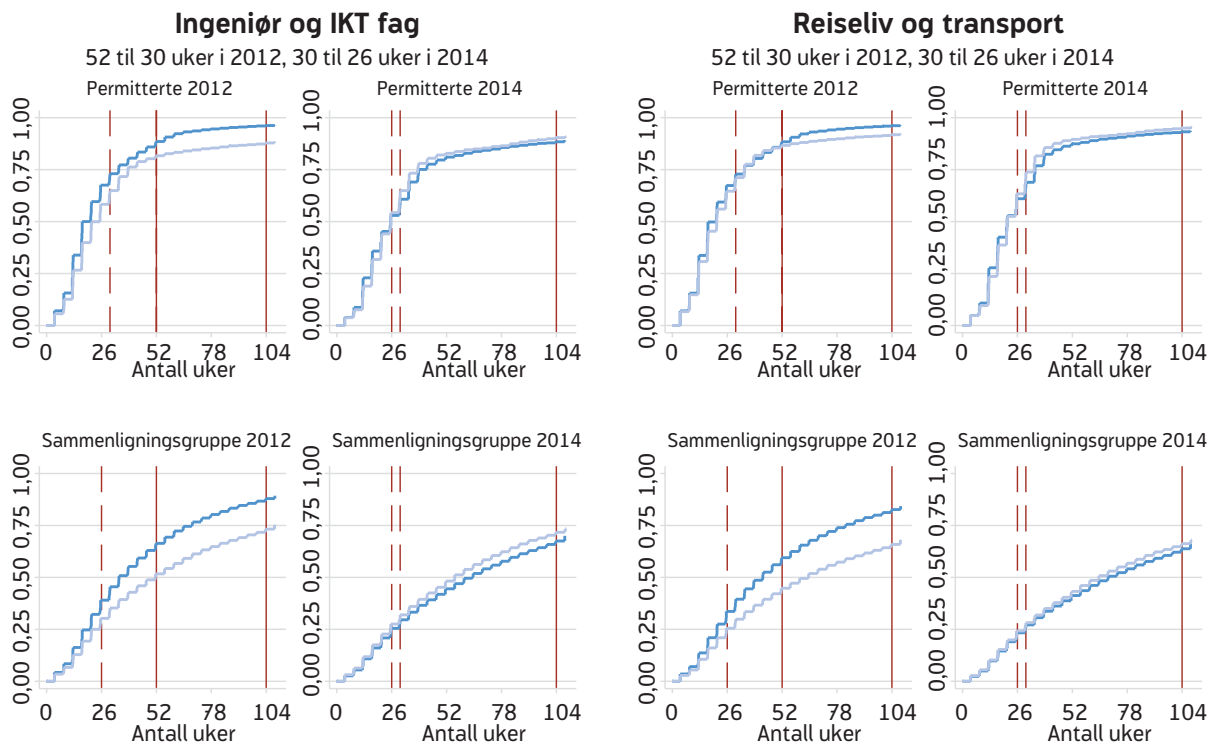 Ingeniør og IKT fag
52 til 30 uker i 2012, 30 til 26 uker i 2014
Permitterte 2012
0,00 0,25 0,50 0,75 1,00
0 26 52 78 104
Antall uker
Permitterte 2014
0,00 0,25 0,50 0,75 1,00
0 26 52 78 104
Antall uker
Sammenligningsgruppe 2012
0,00 0,25 0,50 0,75 1,00
0 26 52 78 104
Antall uker
Sammenligningsgruppe 2014
0,00 0,25 0,50 0,75 1,00
0 26 52 78 104
Antall uker
Reiseliv og transport
52 til 30 uker i 2012, 30 til 26 uker i 2014
Permitterte 2012
0,00 0,25 0,50 0,75 1,00
0 26 52 78 104
Antall uker
Permitterte 2014
0,00 0,25 0,50 0,75 1,00
0 26 52 78 104
Antall uker
Sammenligningsgruppe 2012
0,00 0,25 0,50 0,75 1,00
0 26 52 78 104
Antall uker
Sammenligningsgruppe 2014
0,00 0,25 0,50 0,75 1,00
0 26 52 78 104
Antall uker